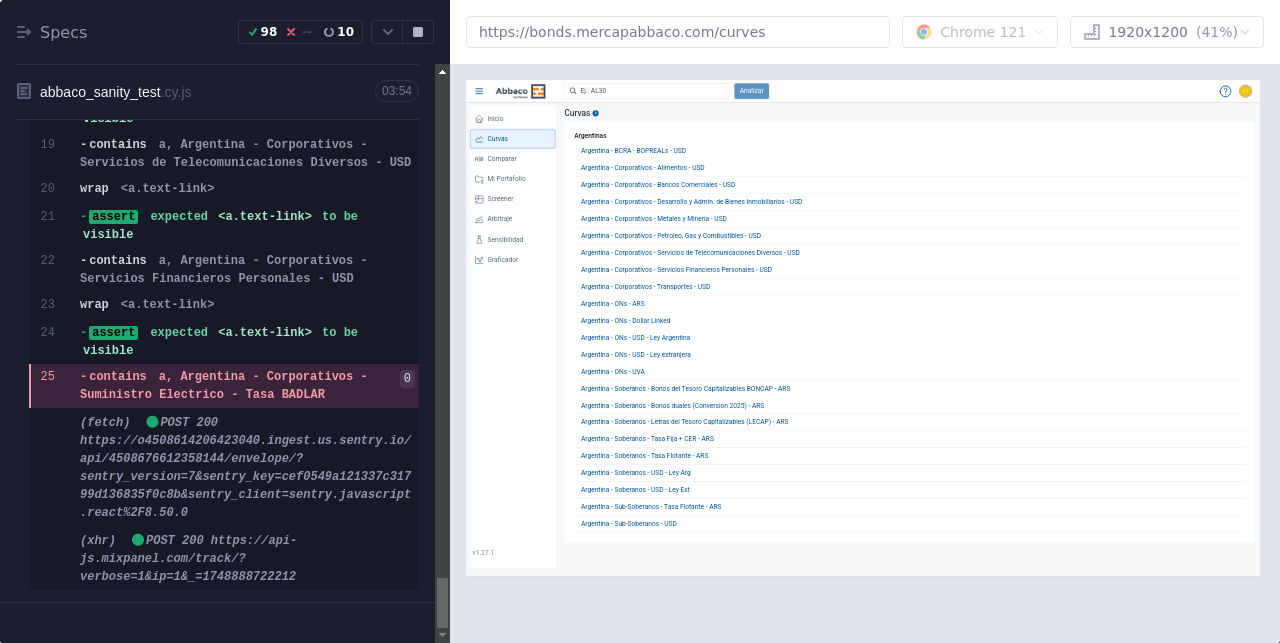 Specs
98
--
10
abbaco_sanity_test.cy.js
03:54
visible
19 -contains a, Argentina - Corporativos -
Servicios de Telecomunicaciones Diversos - USD
20 wrap <a.text-link>
21 -assert expected <a.text-link> to be
visible
22 -contains a, Argentina - Corporativos -
Servicios Financieros Personales - USD
23 wrap <a.text-link>
24 -assert expected <a.text-link> to be
visible
25 -contains a, Argentina - Corporativos -
Suministro Electrico - Tasa BADLAR
0
(fetch) POST 200
https://o4508614206423040.ingest.us.sentry.io/
api/4508676612358144/envelope/?
sentry_version=7&sentry_key=cef0549a121337c317
99d136835f0c8b&sentry_client=sentry.javascript
.react%2F8.50.0
(xhr) POST 200 https://api-
js.mixpanel.com/track/?
verbose=1&ip=1&_=1748888722212
https://bonds.mercapabbaco.com/curves
Chrome 121
1920x1200 (41%)
Abbaco
Ej.: AL30
Analizar
Inicio
Curvas
Comparar
Mi Portafolio
Screener
Arbitraje
Sensibilidad
Graficador
v1.27.1
Curvas
Argentinas
Argentina - BCRA - BOPREALs - USD
Argentina - Corporativos - Alimentos - USD
Argentina - Corporativos - Bancos Comerciales - USD
Argentina - Corporativos - Desarrollo y Admin. de Bienes Inmobiliarios - USD
Argentina - Corporativos - Metales y Mineria - USD
Argentina - Corporativos - Petroleo, Gas y Combustibles - USD
Argentina - Corporativos - Servicios de Telecomunicaciones Diversos - USD
Argentina - Corporativos - Servicios Financieros Personales - USD
Argentina - Corporativos - Transportes - USD
Argentina - ONs - ARS
Argentina - ONs - Dollar Linked
Argentina - ONs - USD - Ley Argentina
Argentina - ONs - USD - Ley extranjera
Argentina - ONs - UVA
Argentina - Soberanos - Bonos del Tesoro Capitalizables BONCAP - ARS
Argentina - Soberanos - Bonos duales (Conversion 2025) - ARS
Argentina - Soberanos - Letras del Tesoro Capitalizables (LECAP) - ARS
Argentina - Soberanos - Tasa Fija + CER - ARS
Argentina - Soberanos - Tasa Flotante - ARS
Argentina - Soberanos - USD - Ley Arg
Argentina - Soberanos - USD - Ley Ext
Argentina - Sub-Soberanos - Tasa Flotante - ARS
Argentina - Sub-Soberanos - USD